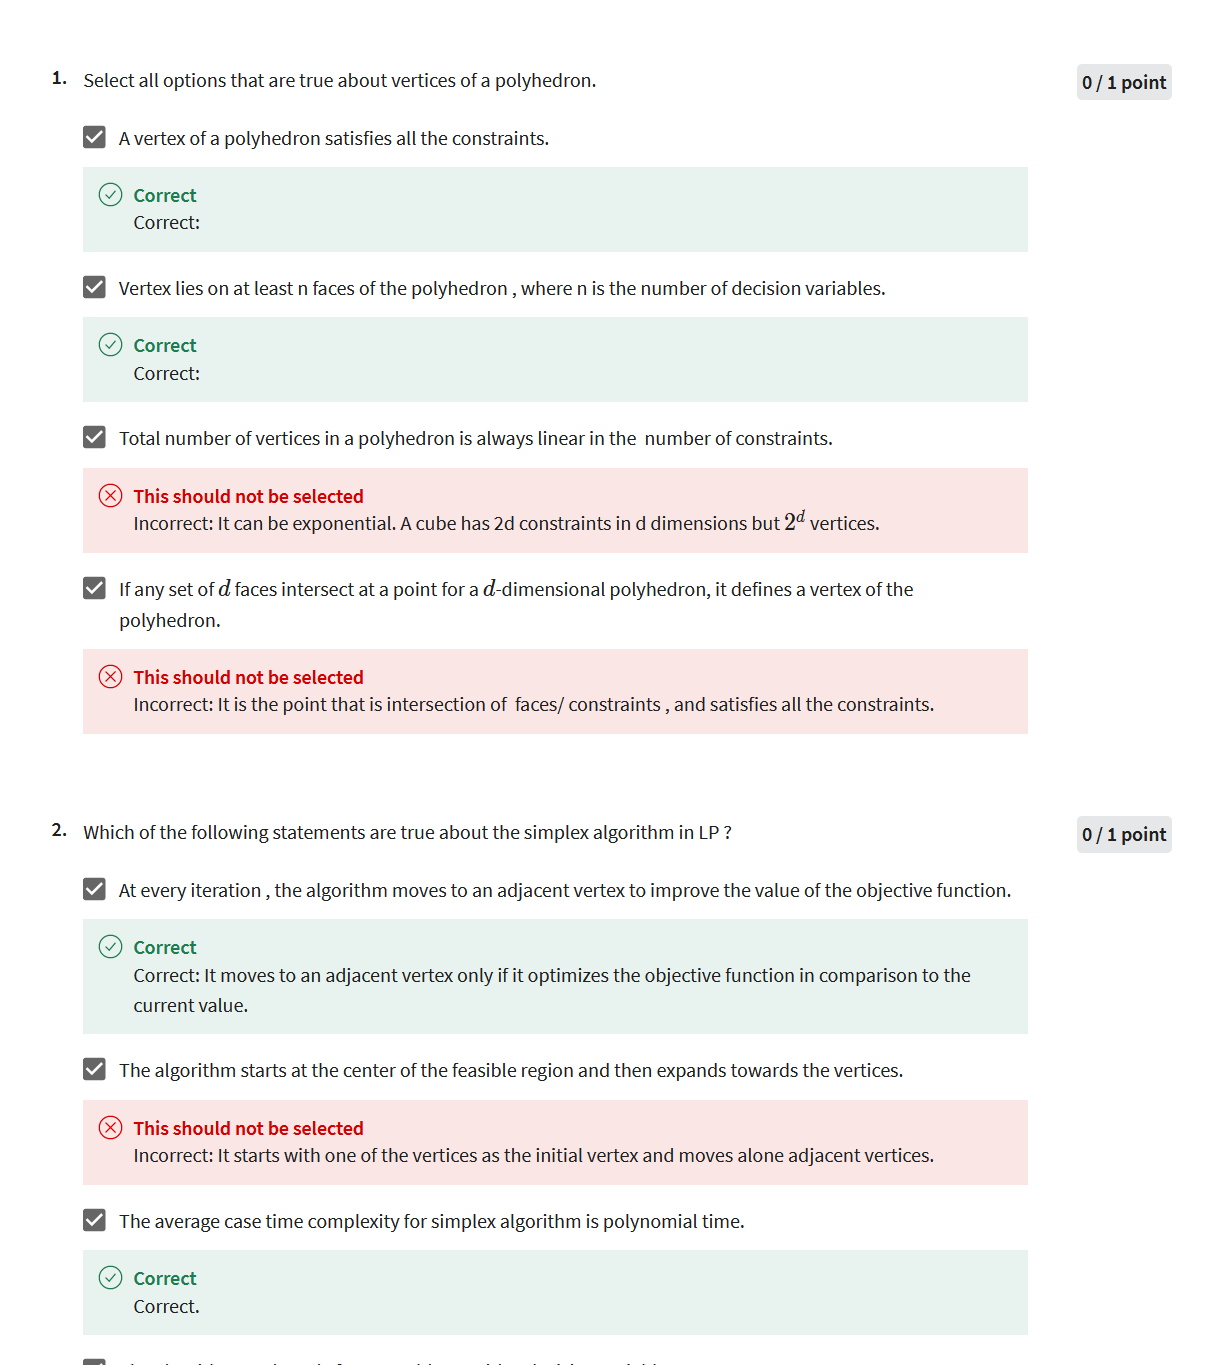 1. Select all options that are true about vertices of a polyhedron.
0 / 1 point
A vertex of a polyhedron satisfies all the constraints.
Correct
Correct:
Vertex lies on at least n faces of the polyhedron , where n is the number of decision variables.
Correct
Correct:
Total number of vertices in a polyhedron is always linear in the number of constraints.
This should not be selected
Incorrect: It can be exponential. A cube has 2d constraints in d dimensions but 2^d vertices.
If any set of d faces intersect at a point for a d-dimensional polyhedron, it defines a vertex of the
polyhedron.
This should not be selected
Incorrect: It is the point that is intersection of faces/ constraints , and satisfies all the constraints.
2. Which of the following statements are true about the simplex algorithm in LP ?
0 / 1 point
At every iteration , the algorithm moves to an adjacent vertex to improve the value of the objective function.
Correct
Correct: It moves to an adjacent vertex only if it optimizes the objective function in comparison to the
current value.
The algorithm starts at the center of the feasible region and then expands towards the vertices.
This should not be selected
Incorrect: It starts with one of the vertices as the initial vertex and moves alone adjacent vertices.
The average case time complexity for simplex algorithm is polynomial time.
Correct
Correct.